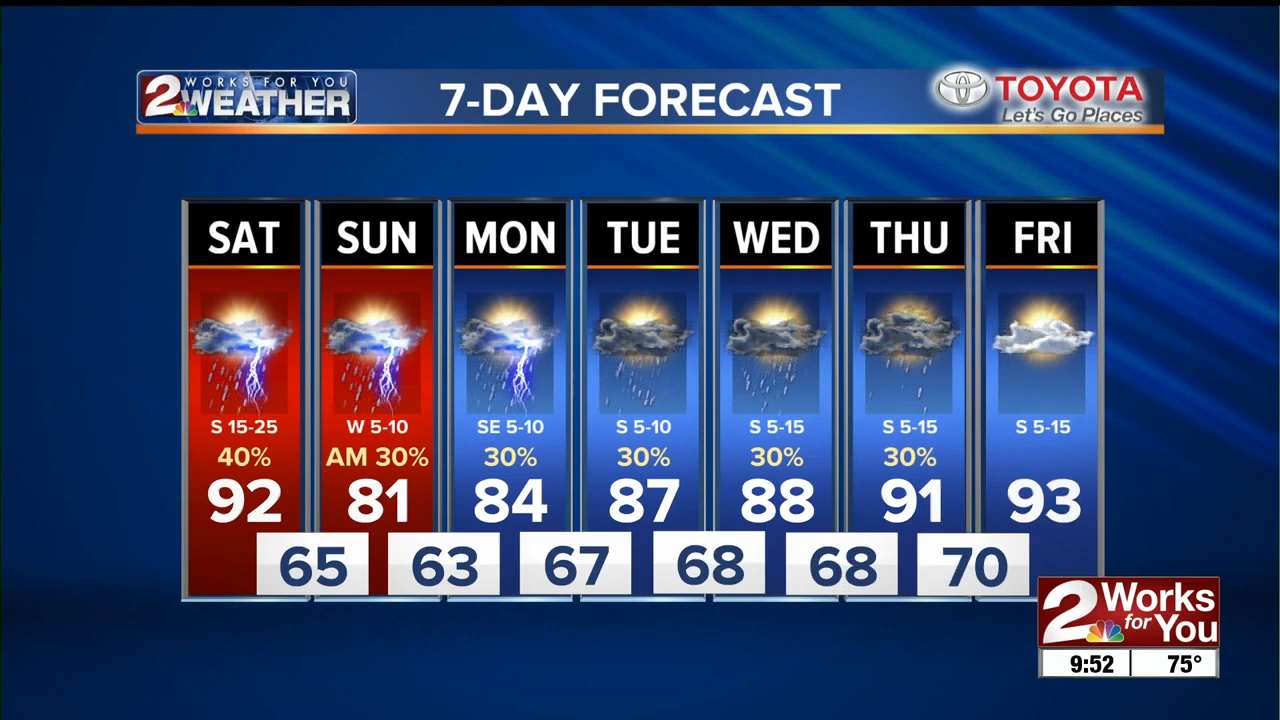 2 WORKS FOR YOU
WEATHER
7-DAY FORECAST
TOYOTA
Let's Go Places
SAT SUN MON TUE WED THU FRI
S 15-25 W 5-10 SE 5-10 S 5-10 S 5-15 S 5-15 S 5-15
40% AM 30% 30% 30% 30% 30%
92 81 84 87 88 91 93
65 63 67 68 68 70
2 Works
for You
9:52 75°